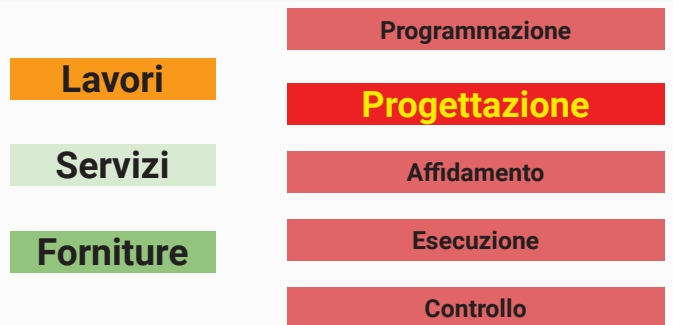 Lavori
Servizi
Forniture
Programmazione
Progettazione
Affidamento
Esecuzione
Controllo